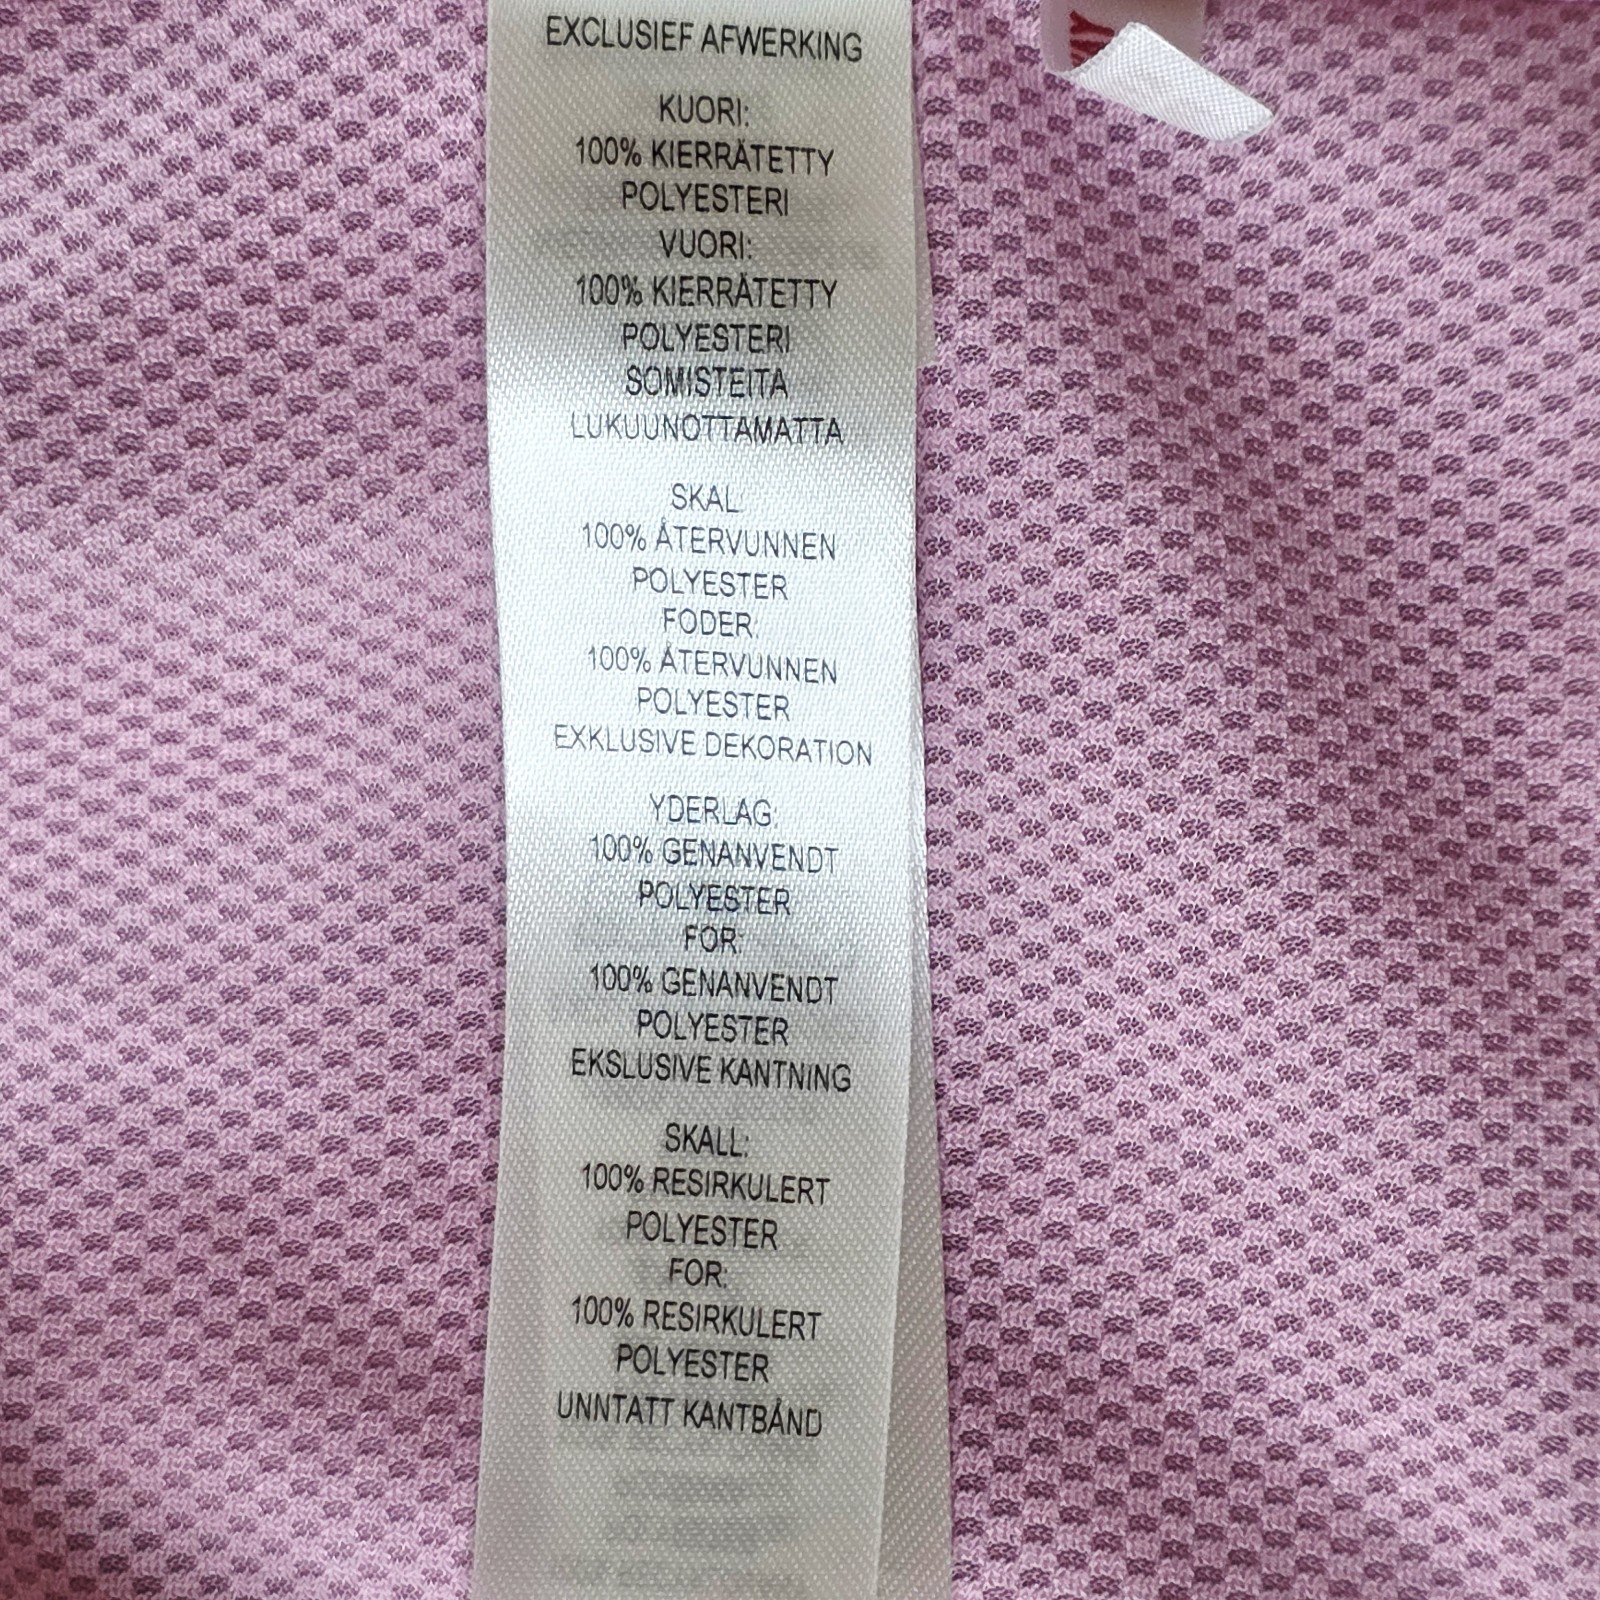 EXCLUSIEF AFWERKING
KUORI:
100% KIERRÄTETTY
POLYESTERI
VUORI:
100% KIERRÄTETTY
POLYESTERI
SOMISTEITA
LUKUUNOTTAMATTA
SKAL:
100% ÅTERVUNNEN
POLYESTER
FODER:
100% ÅTERVUNNEN
POLYESTER
EXKLUSIVE DEKORATION
YDERLAG:
100% GENANVENDT
POLYESTER
FOR:
100% GENANVENDT
POLYESTER
EKSLUSIVE KANTNING
SKALL:
100% RESIRKULERT
POLYESTER
FOR:
100% RESIRKULERT
POLYESTER
UNNTATT KANTBÅND